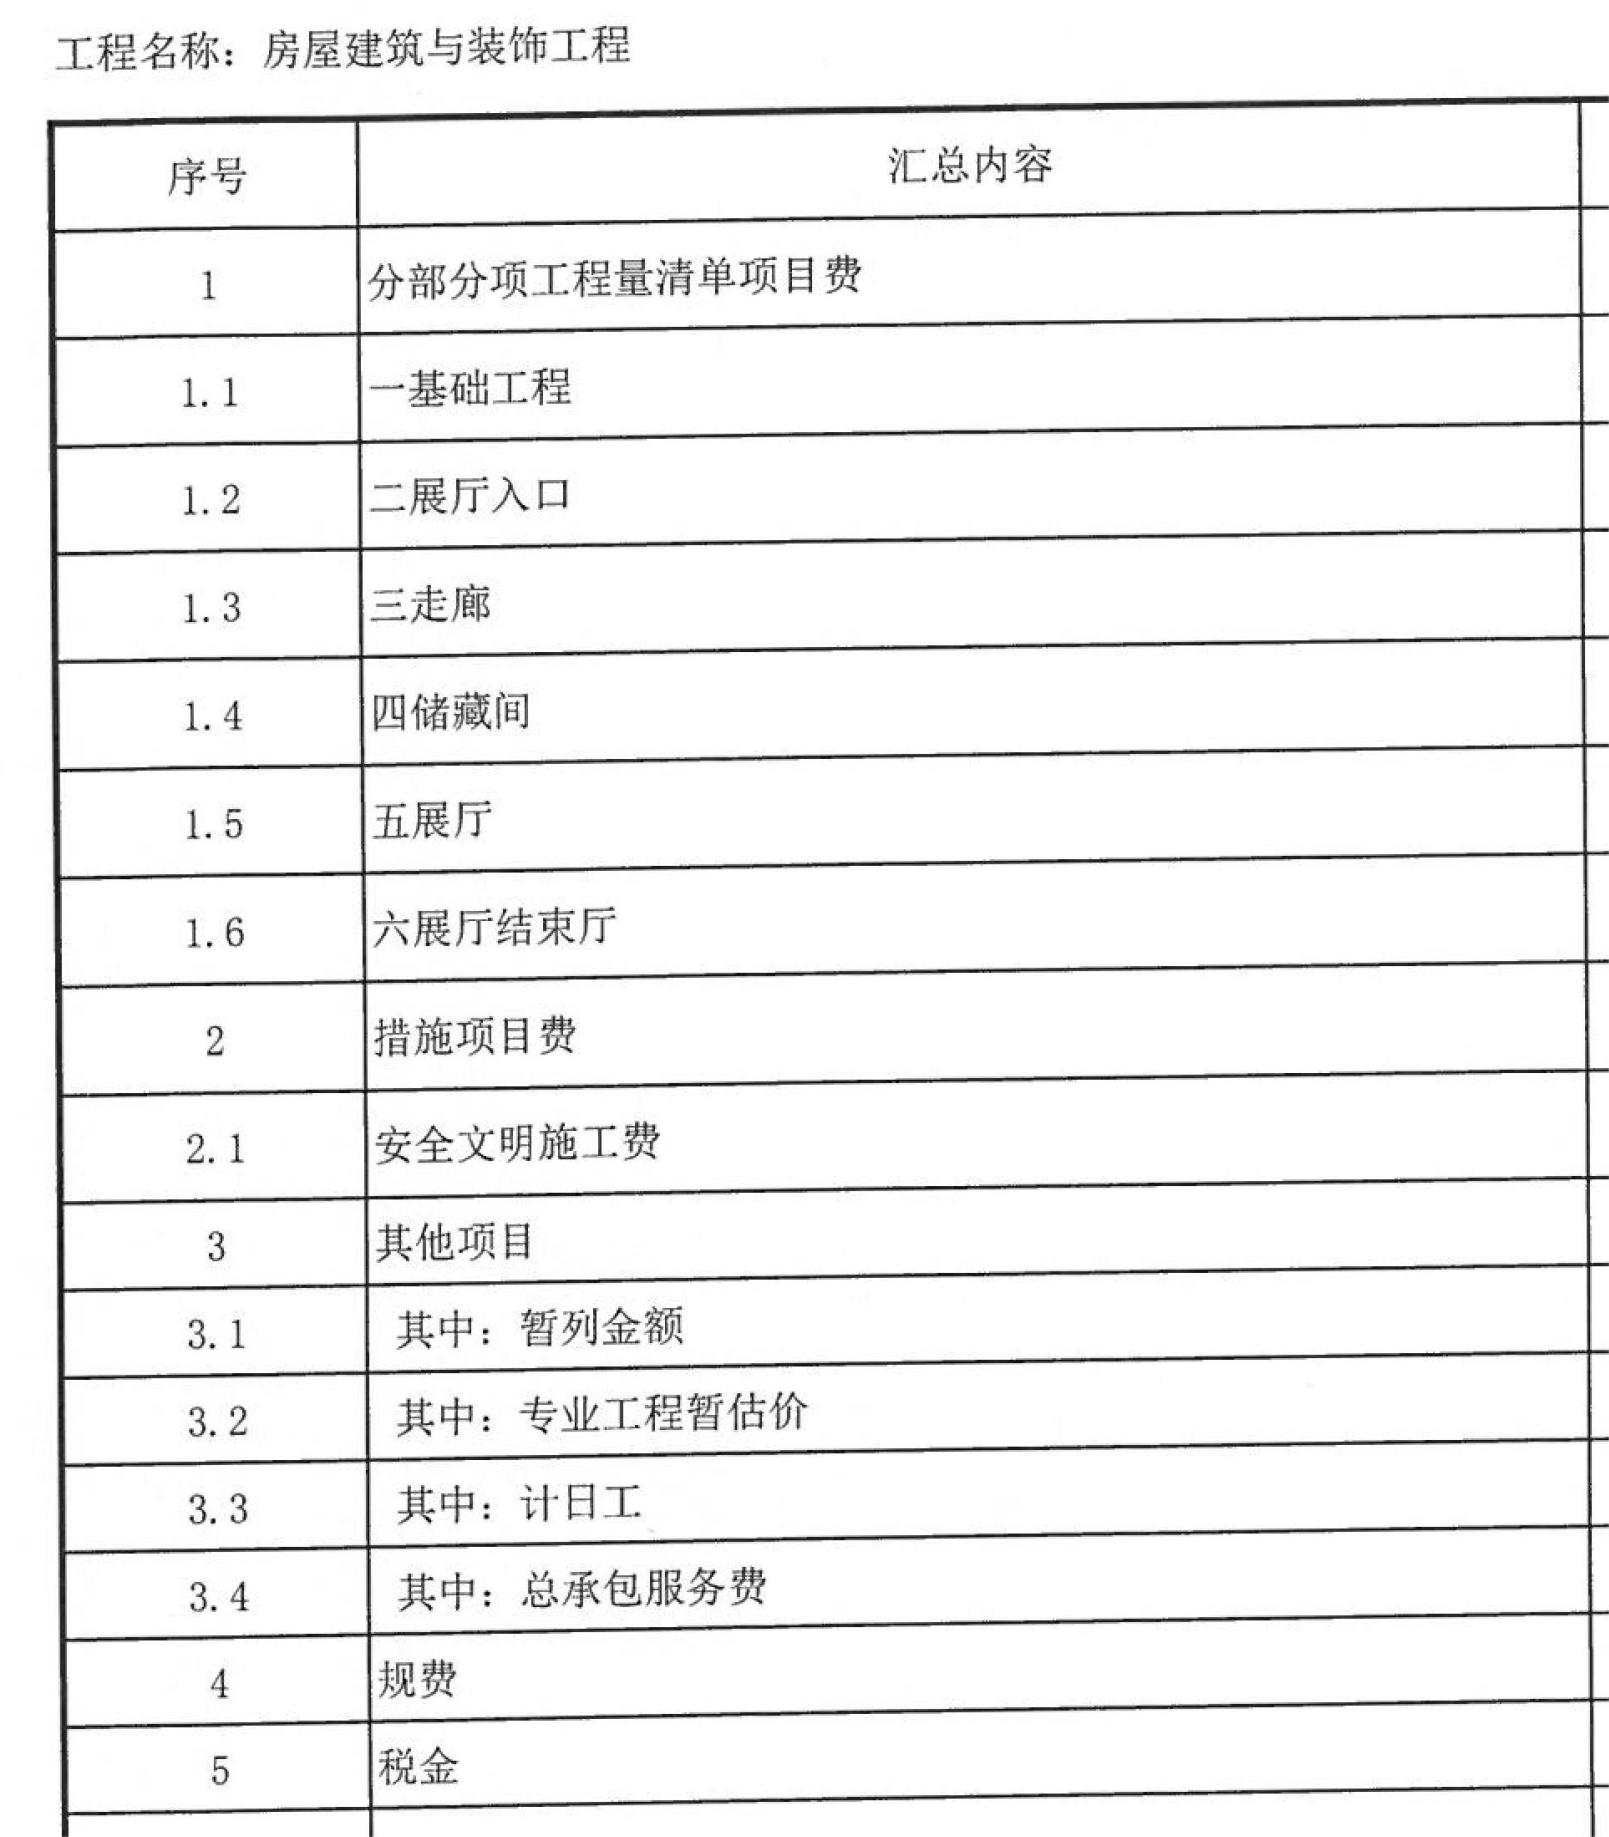 工程名称：房屋建筑与装饰工程
序号 汇总内容
1 分部分项工程量清单项目费
1.1 一基础工程
1.2 二展厅入口
1.3 三走廊
1.4 四储藏间
1.5 五展厅
1.6 六展厅结束厅
2 措施项目费
2.1 安全文明施工费
3 其他项目
3.1 其中：暂列金额
3.2 其中：专业工程暂估价
3.3 其中：计日工
3.4 其中：总承包服务费
4 规费
5 税金